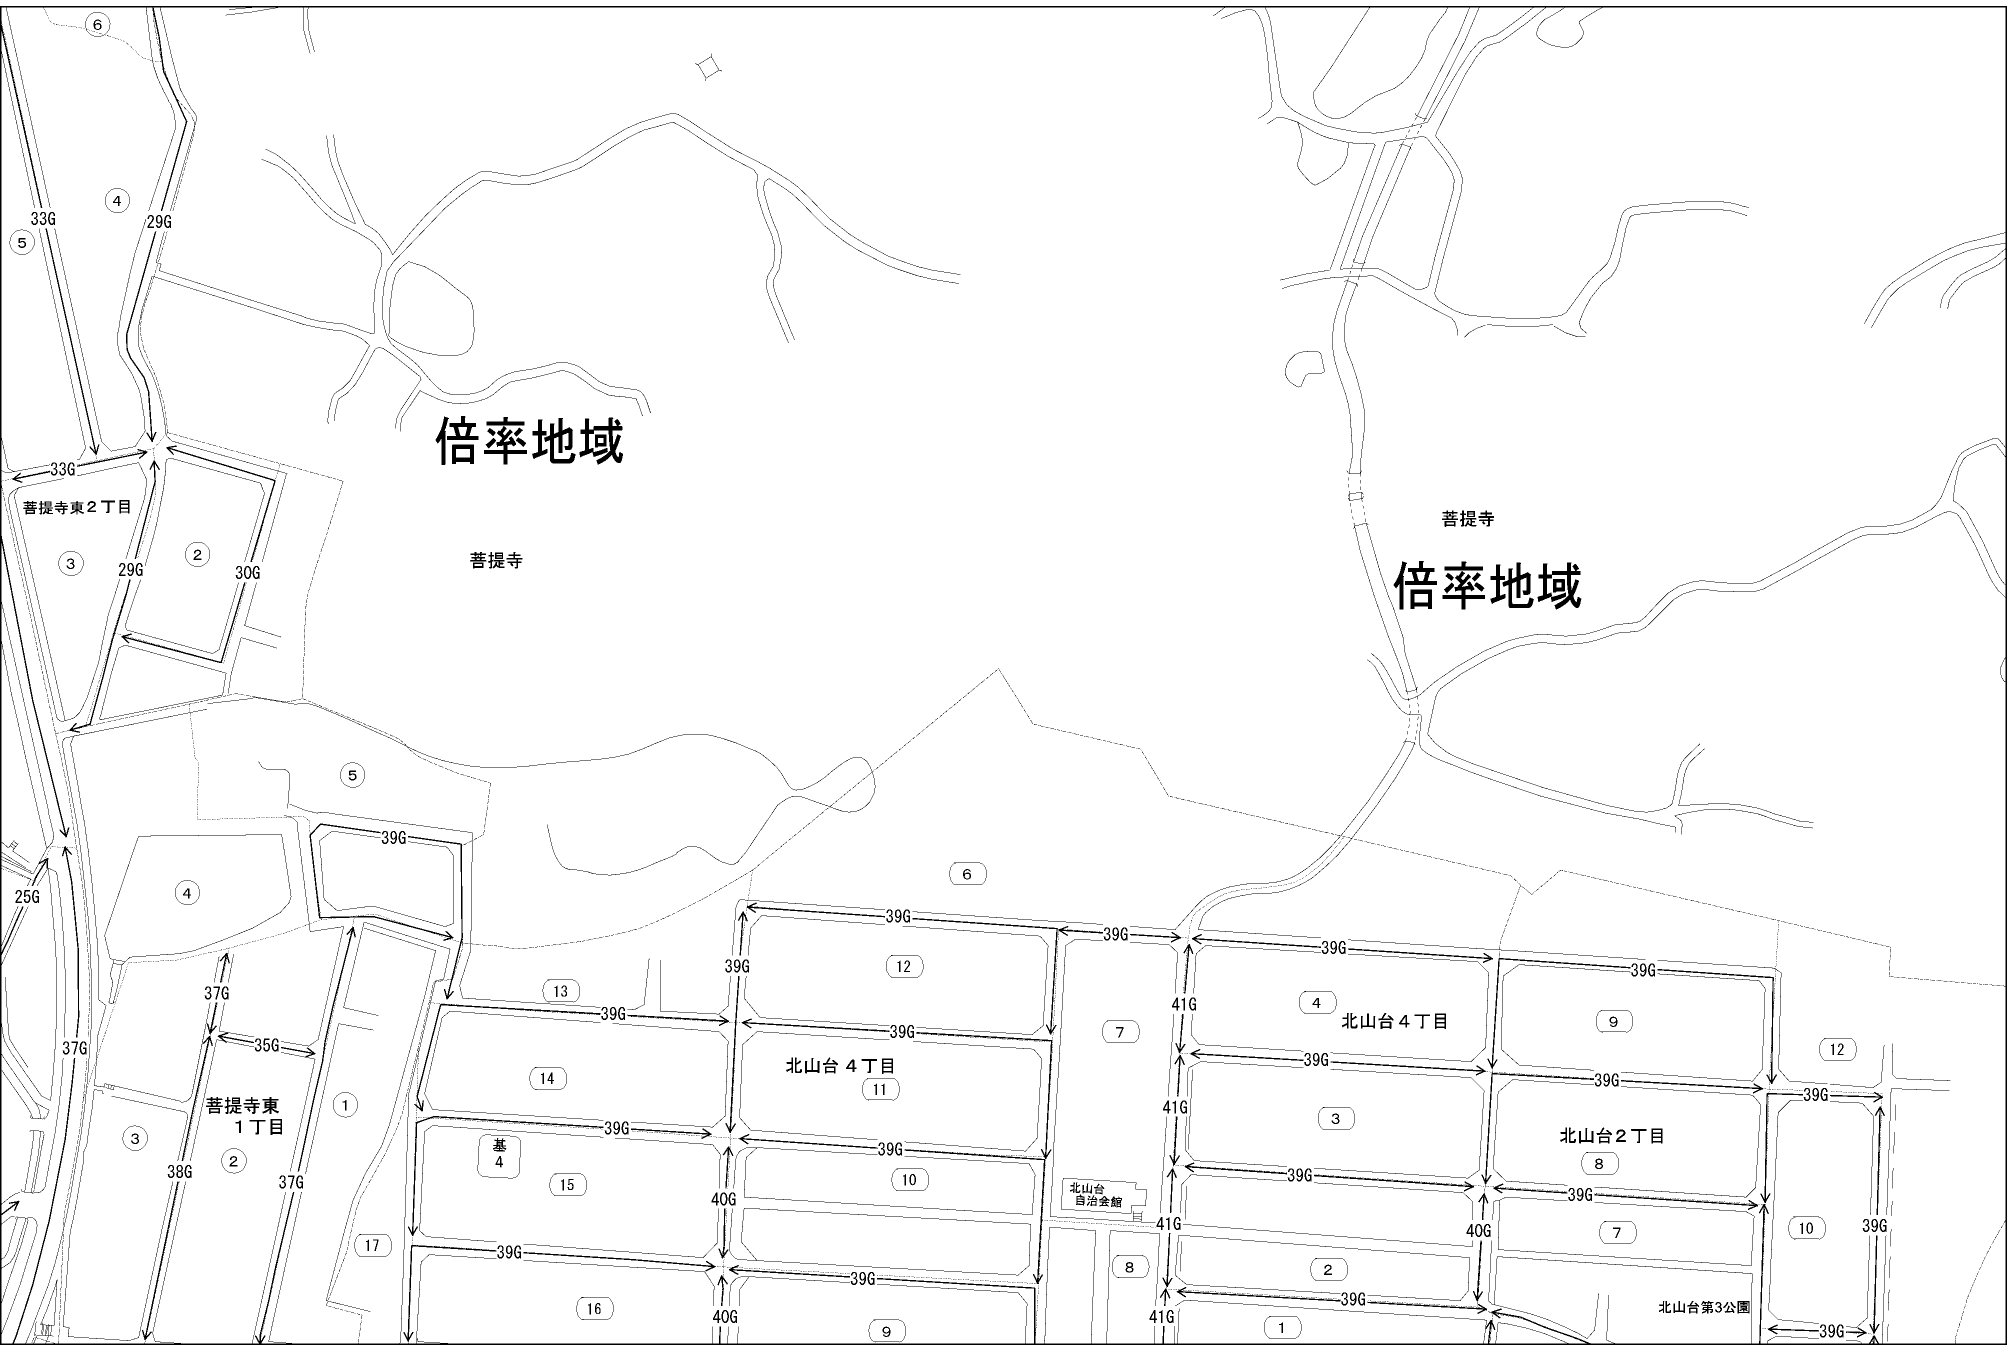 ⑥
④
33G
29G
⑤
倍率地域
33G
菩提寺東２丁目
③
②
29G
30G
菩提寺
菩提寺
倍率地域
⑤
39G
④
25G
6
39G
39G
39G
39G
39G
12
13
37G
39G
39G
41G
4
北山台４丁目
9
7
35G
37G
12
北山台４丁目
11
14
39G
39G
39G
菩提寺東
１丁目
①
41G
3
③
②
基
4
39G
39G
北山台２丁目
8
38G
37G
15
40G
10
39G
39G
北山台
自治会館
41G
40G
7
10
39G
17
39G
39G
8
2
16
40G
9
41G
39G
1
北山台第3公園
39G